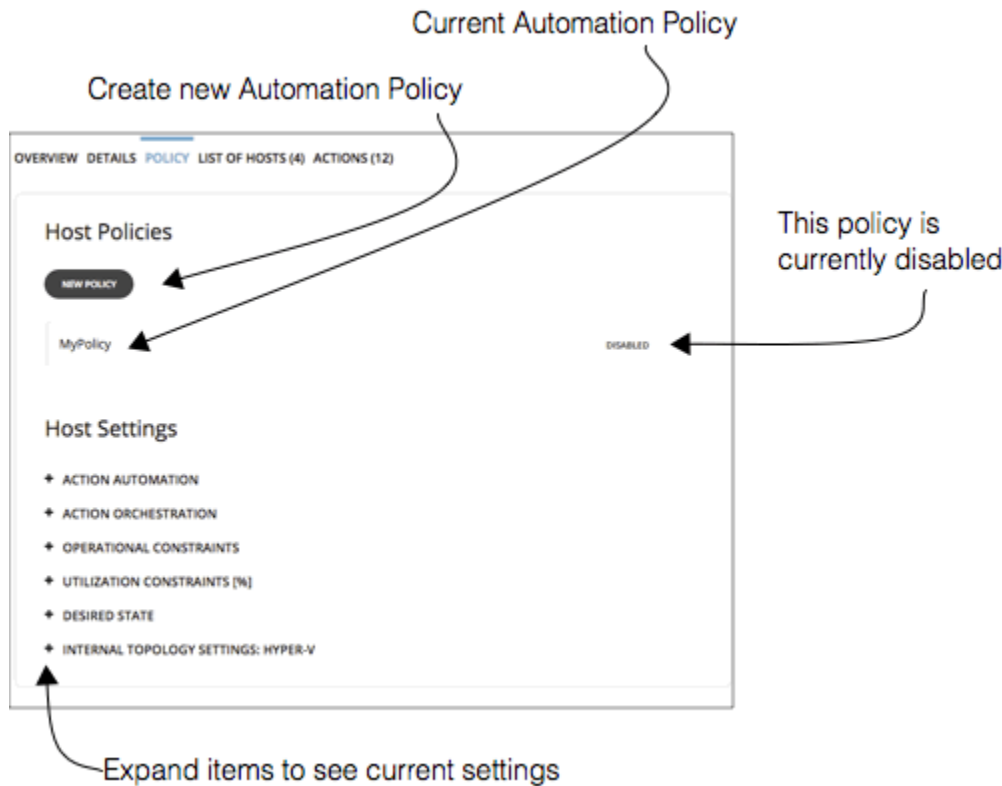 Current Automation Policy
Create new Automation Policy
OVERVIEW DETAILS POLICY LIST OF HOSTS (4) ACTIONS (12)
Host Policies
This policy is
currently disabled
NEW POLICY
MyPolicy
DISABLED
Host Settings
+ ACTION AUTOMATION
+ ACTION ORCHESTRATION
+ OPERATIONAL CONSTRAINTS
+ UTILIZATION CONSTRAINTS [%]
+ DESIRED STATE
+ INTERNAL TOPOLOGY SETTINGS: HYPER-V
Expand items to see current settings